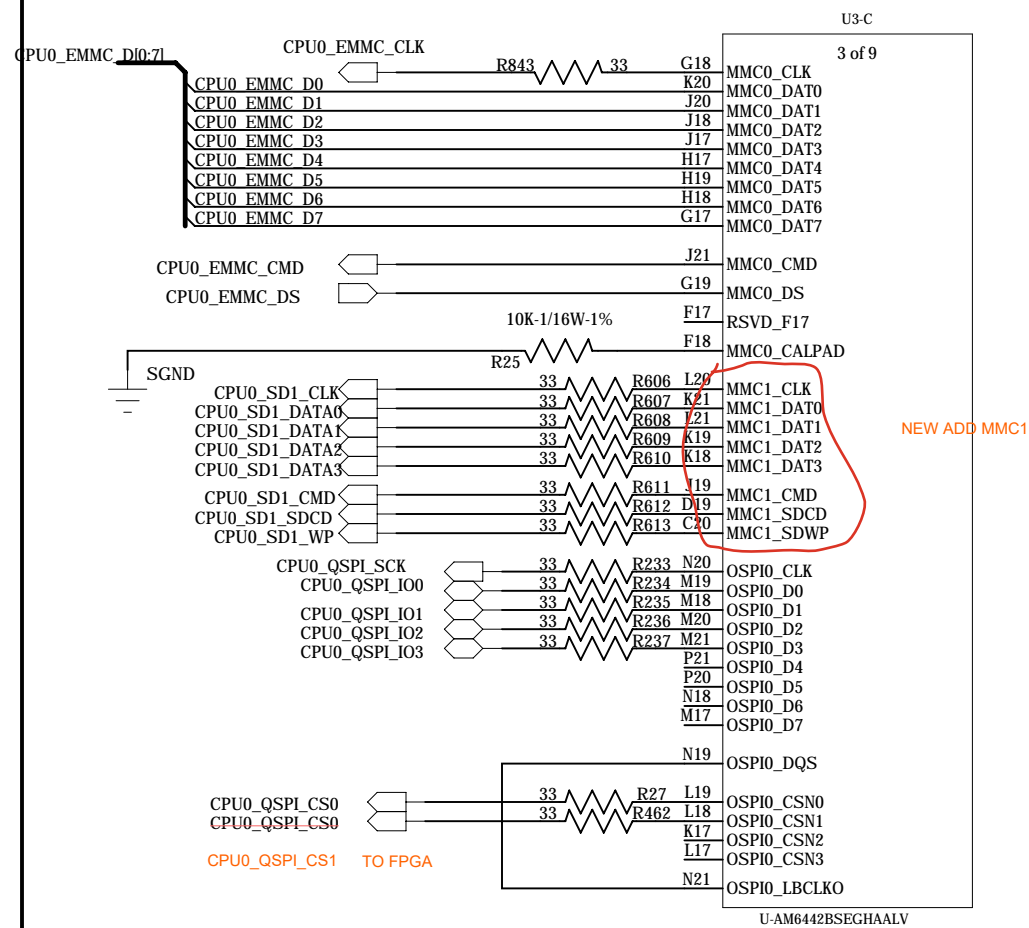 U3-C
3 of 9
CPU0_EMMC_D[0:7]
CPU0_EMMC_CLK
R843 33 G18 MMC0_CLK
CPU0_EMMC_D0 K20 MMC0_DAT0
CPU0_EMMC_D1 J20 MMC0_DAT1
CPU0_EMMC_D2 J18 MMC0_DAT2
CPU0_EMMC_D3 J17 MMC0_DAT3
CPU0_EMMC_D4 H17 MMC0_DAT4
CPU0_EMMC_D5 H19 MMC0_DAT5
CPU0_EMMC_D6 H18 MMC0_DAT6
CPU0_EMMC_D7 G17 MMC0_DAT7
CPU0_EMMC_CMD J21 MMC0_CMD
CPU0_EMMC_DS G19 MMC0_DS
10K-1/16W-1% F17 RSVD_F17
R25 F18 MMC0_CALPAD
SGND
CPU0_SD1_CLK 33 R606 L20 MMC1_CLK
CPU0_SD1_DATA0 33 R607 K21 MMC1_DAT0
CPU0_SD1_DATA1 33 R608 L21 MMC1_DAT1
NEW ADD MMC1
CPU0_SD1_DATA2 33 R609 K19 MMC1_DAT2
CPU0_SD1_DATA3 33 R610 K18 MMC1_DAT3
CPU0_SD1_CMD 33 R611 J19 MMC1_CMD
CPU0_SD1_SDCD 33 R612 D19 MMC1_SDCD
CPU0_SD1_WP 33 R613 C20 MMC1_SDWP
CPU0_QSPI_SCK 33 R233 N20 OSPI0_CLK
CPU0_QSPI_IO0 33 R234 M19 OSPI0_D0
CPU0_QSPI_IO1 33 R235 M18 OSPI0_D1
CPU0_QSPI_IO2 33 R236 M20 OSPI0_D2
CPU0_QSPI_IO3 33 R237 M21 OSPI0_D3
P21 OSPI0_D4
P20 OSPI0_D5
N18 OSPI0_D6
M17 OSPI0_D7
N19 OSPI0_DQS
CPU0_QSPI_CS0 33 R27 L19 OSPI0_CSN0
CPU0_QSPI_CS0 33 R462 L18 OSPI0_CSN1
K17 OSPI0_CSN2
CPU0_QSPI_CS1 TO FPGA L17 OSPI0_CSN3
N21 OSPI0_LBCLKO
U-AM6442BSEGHAALV